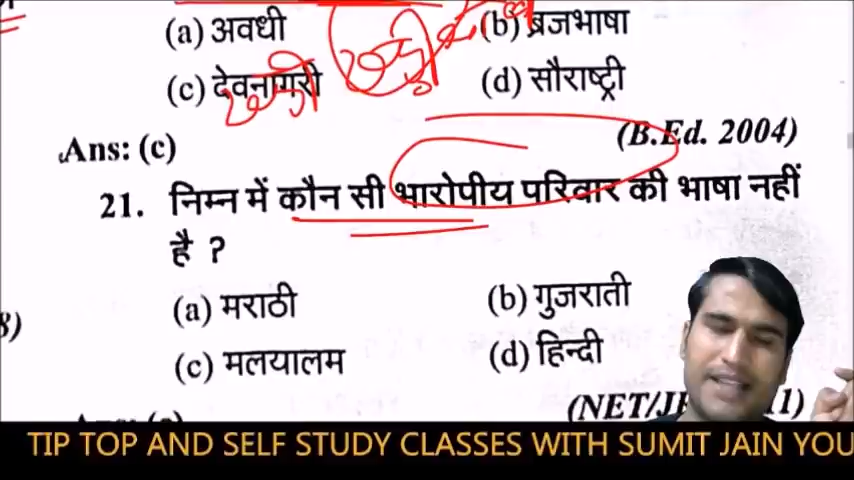 (a) अवधी (b) ब्रजभाषा
(c) देवनागरी (d) सौराष्ट्री
Ans: (c) (B.Ed. 2004)
21. निम्न में कौन सी भारोपीय परिवार की भाषा नहीं
है ?
(a) मराठी (b) गुजराती
8)
(c) मलयालम (d) हिन्दी
TIP TOP AND SELF STUDY CLASSES WITH SUMIT JAIN YOU